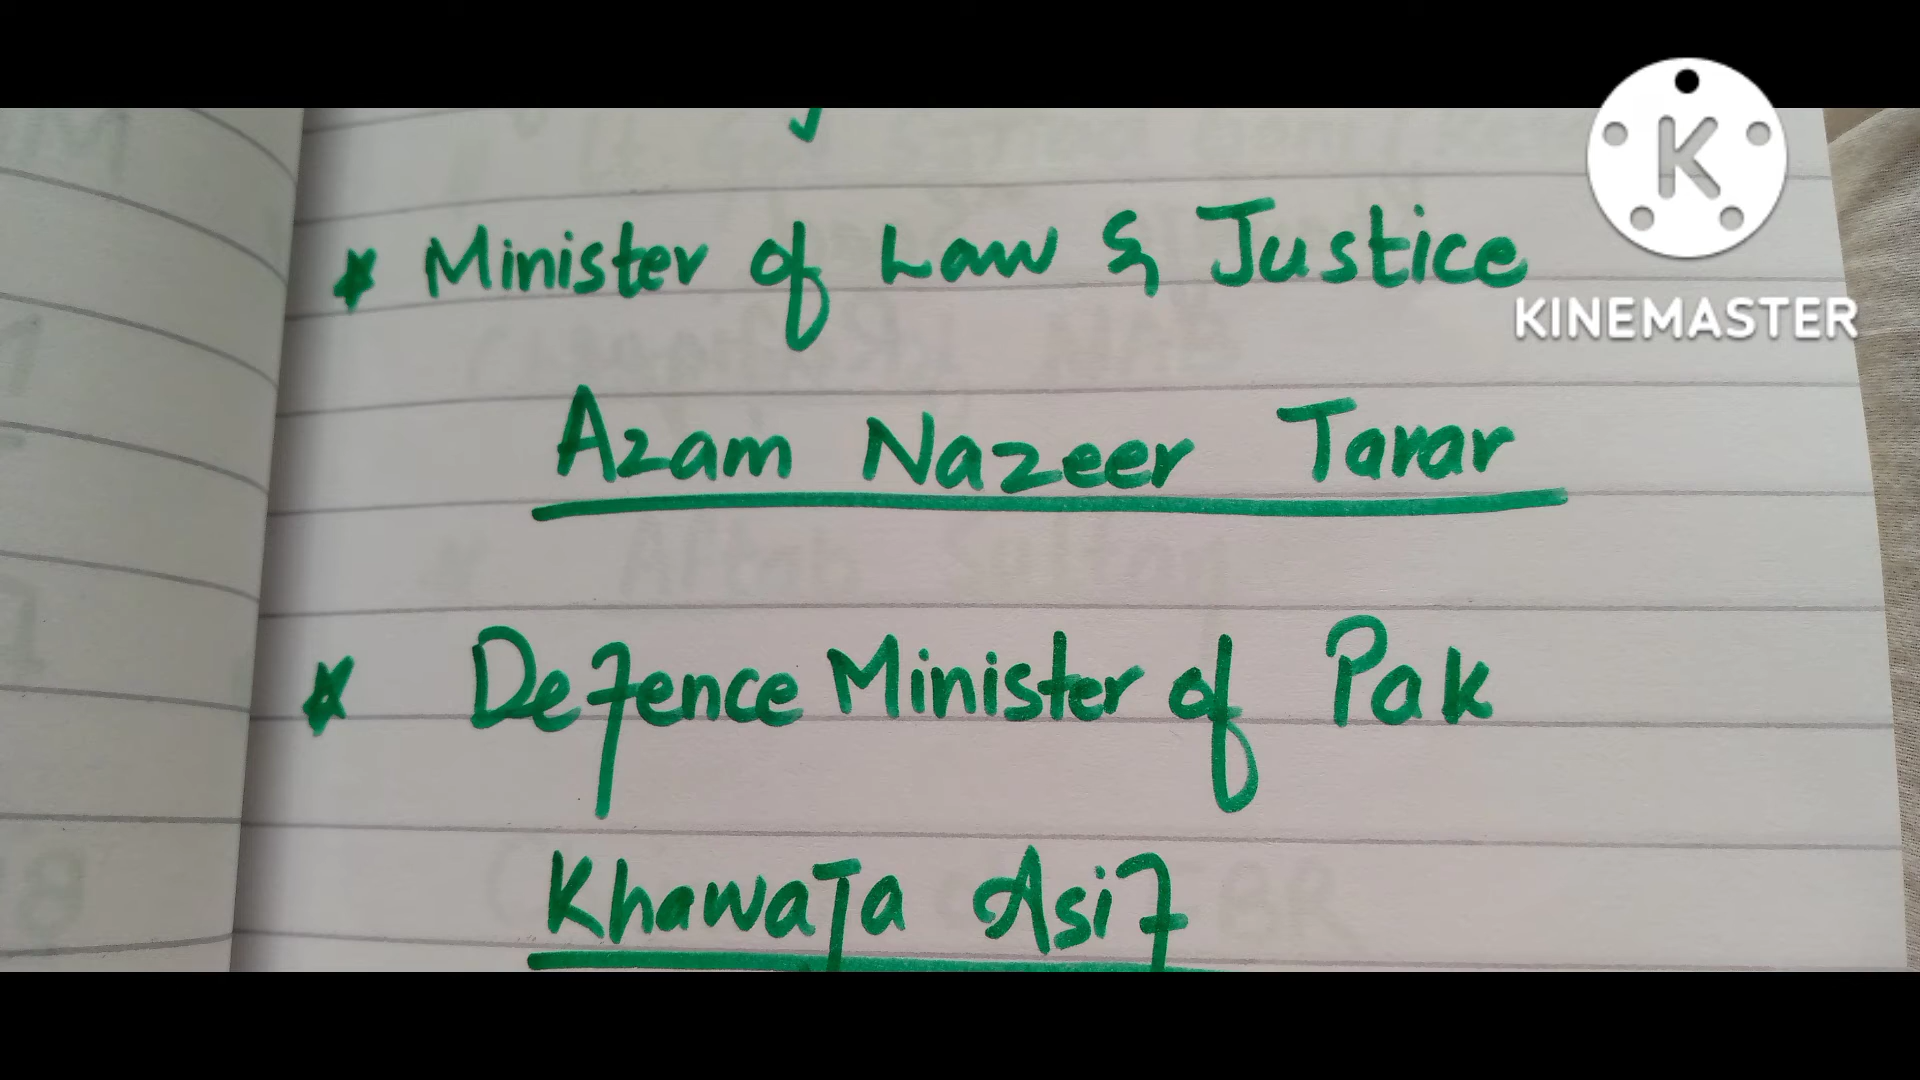 * Minister of Law & Justice
KINEMASTER
Azam Nazeer Tarar
* Defence Minister of Pak
Khawaja Asif